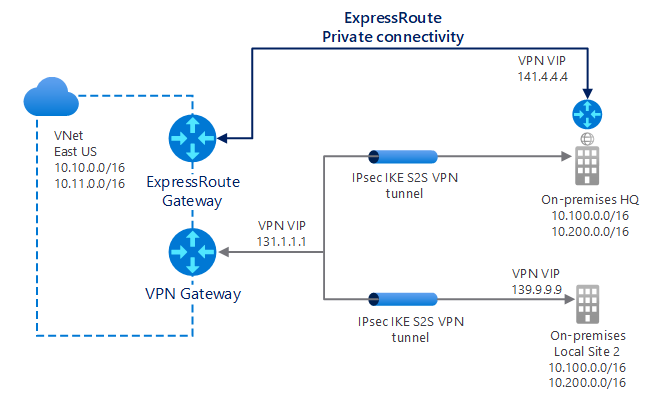 ExpressRoute
Private connectivity
VPN VIP
141.4.4.4
VNet
East US
10.10.0.0/16
10.11.0.0/16
ExpressRoute
Gateway
IPsec IKE S2S VPN
tunnel
On-premises HQ
10.100.0.0/16
10.200.0.0/16
VPN VIP
131.1.1.1
VPN Gateway
VPN VIP
139.9.9.9
IPsec IKE S2S VPN
tunnel
On-premises
Local Site 2
10.100.0.0/16
10.200.0.0/16